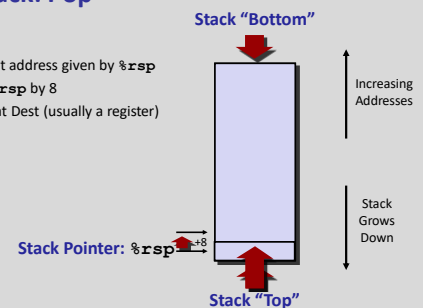 Stack "Bottom"
t address given by %rsp
rsp by 8
t Dest (usually a register)
Increasing
Addresses
Stack
Grows
Down
+8
Stack Pointer: %rsp
Stack "Top"